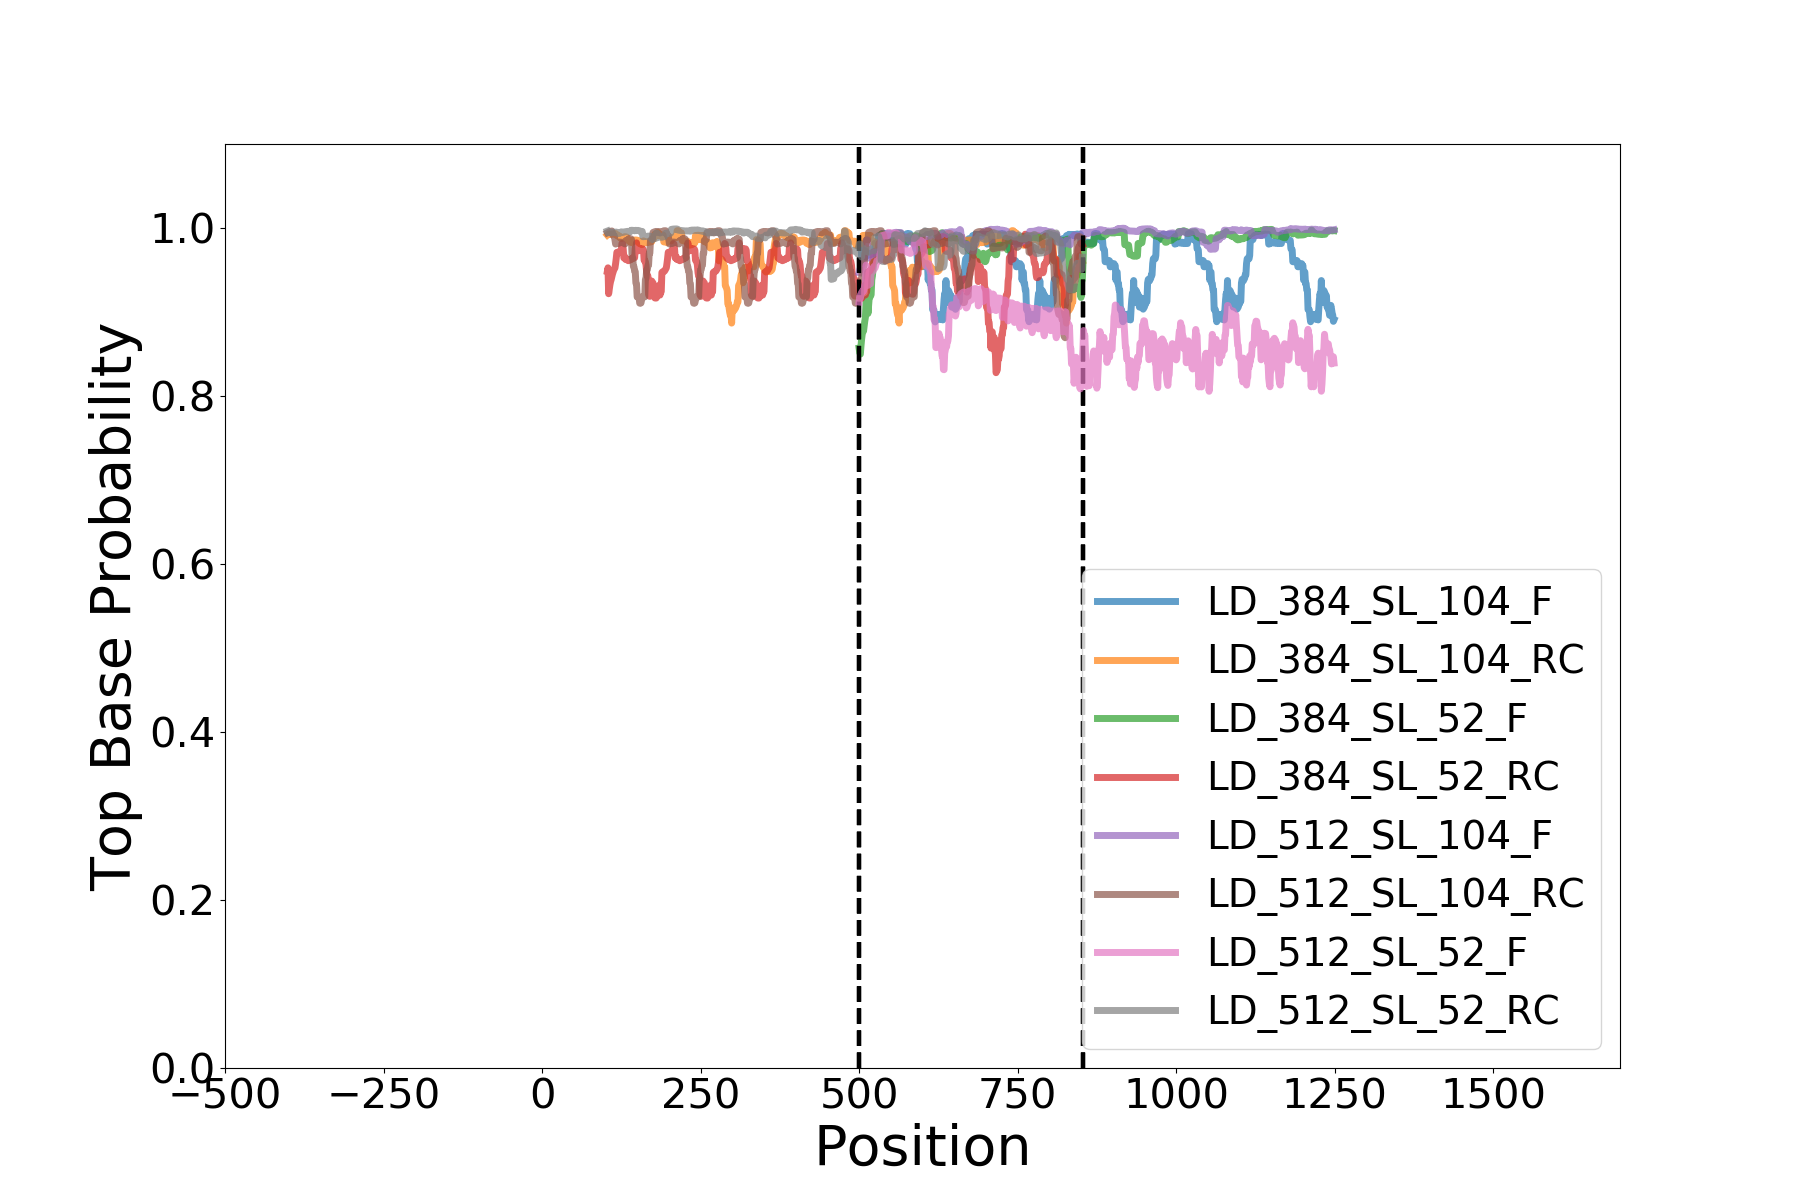 Top Base Probability
1.0
0.8
0.6
0.4
0.2
0.0
−500 −250 0 250 500 750 1000 1250 1500
Position
LD_384_SL_104_F
LD_384_SL_104_RC
LD_384_SL_52_F
LD_384_SL_52_RC
LD_512_SL_104_F
LD_512_SL_104_RC
LD_512_SL_52_F
LD_512_SL_52_RC